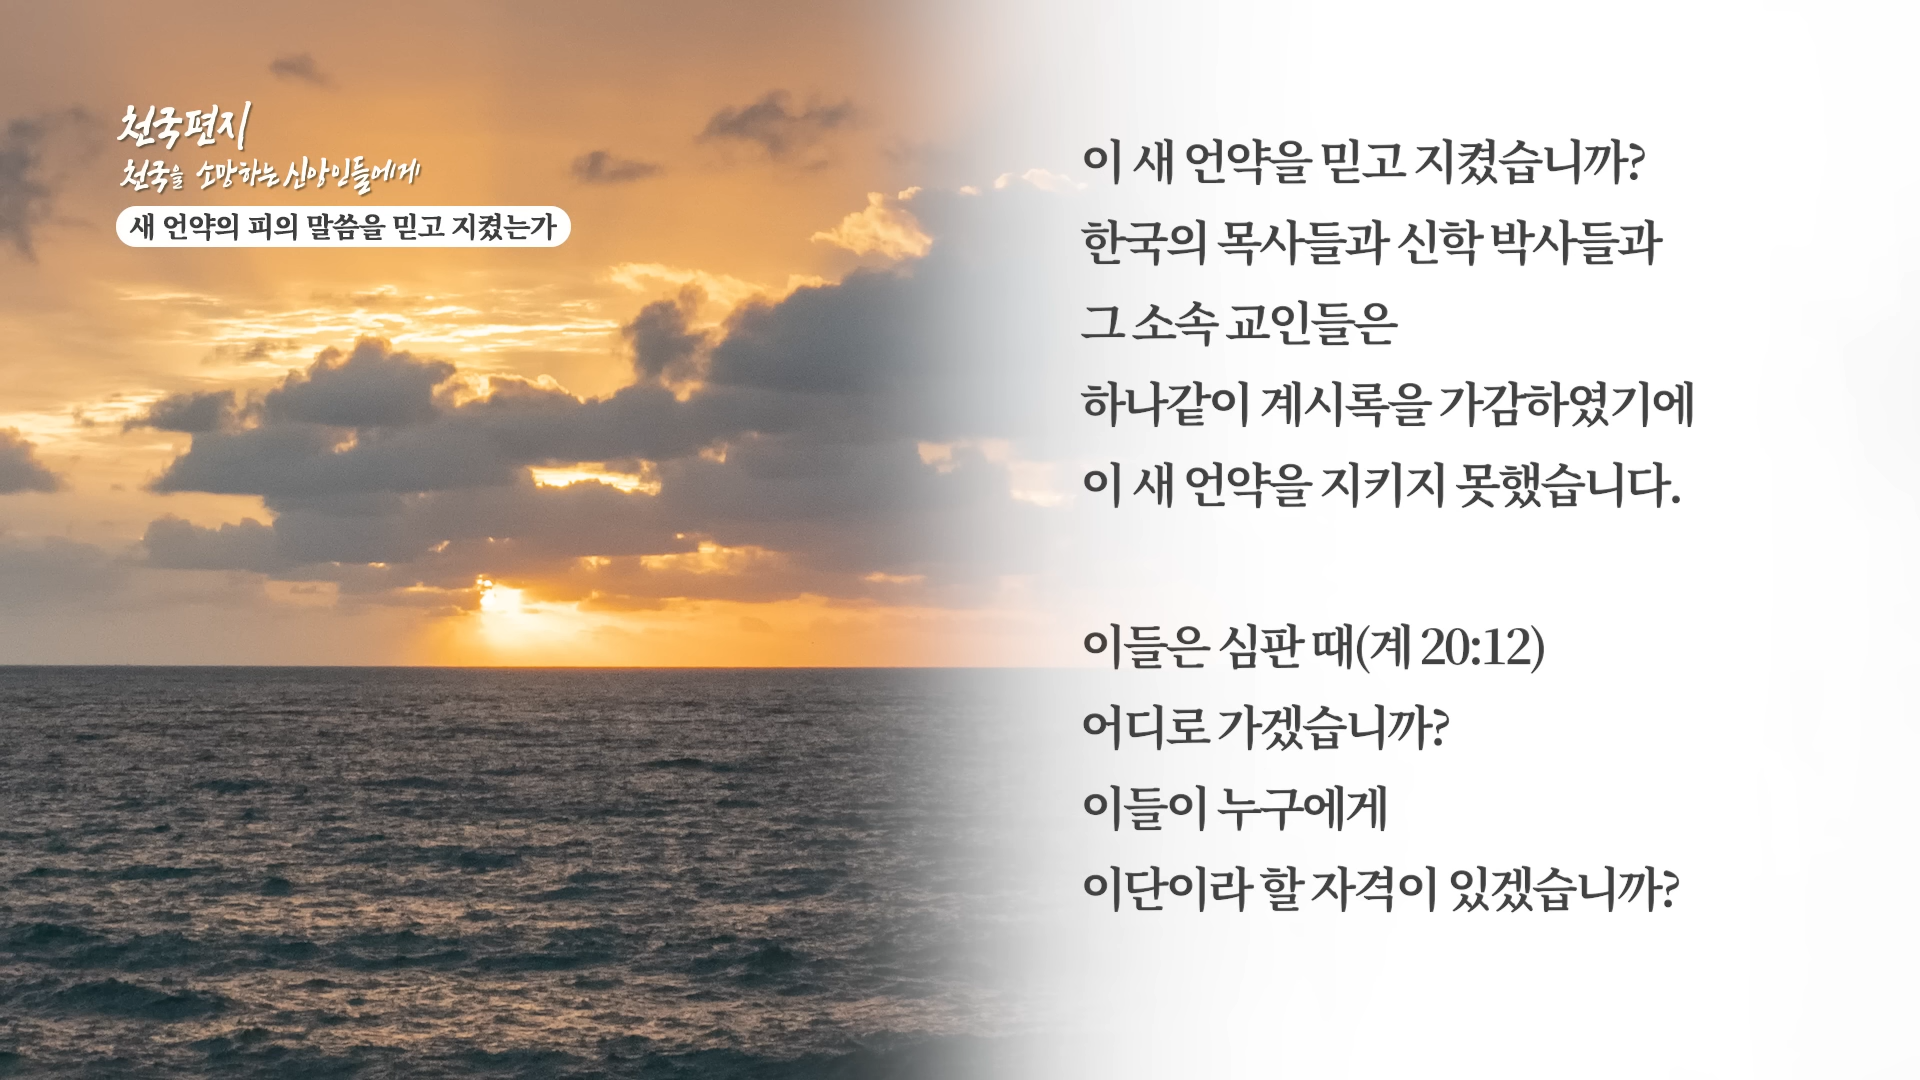 천국편지
천국을 소망하는 신앙인들에게
새 언약의 피의 말씀을 믿고 지켰는가
이 새 언약을 믿고 지켰습니까?
한국의 목사들과 신학 박사들과
그 소속 교인들은
하나같이 계시록을 가감하였기에
이 새 언약을 지키지 못했습니다.
이들은 심판 때(계 20:12)
어디로 가겠습니까?
이들이 누구에게
이단이라 할 자격이 있겠습니까?